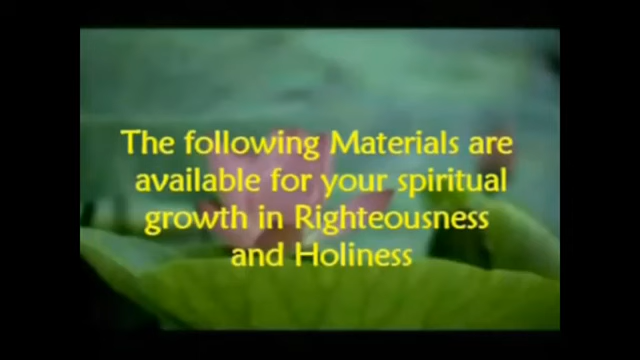 The following Materials are
available for your spiritual
growth in Righteousness
and Holiness